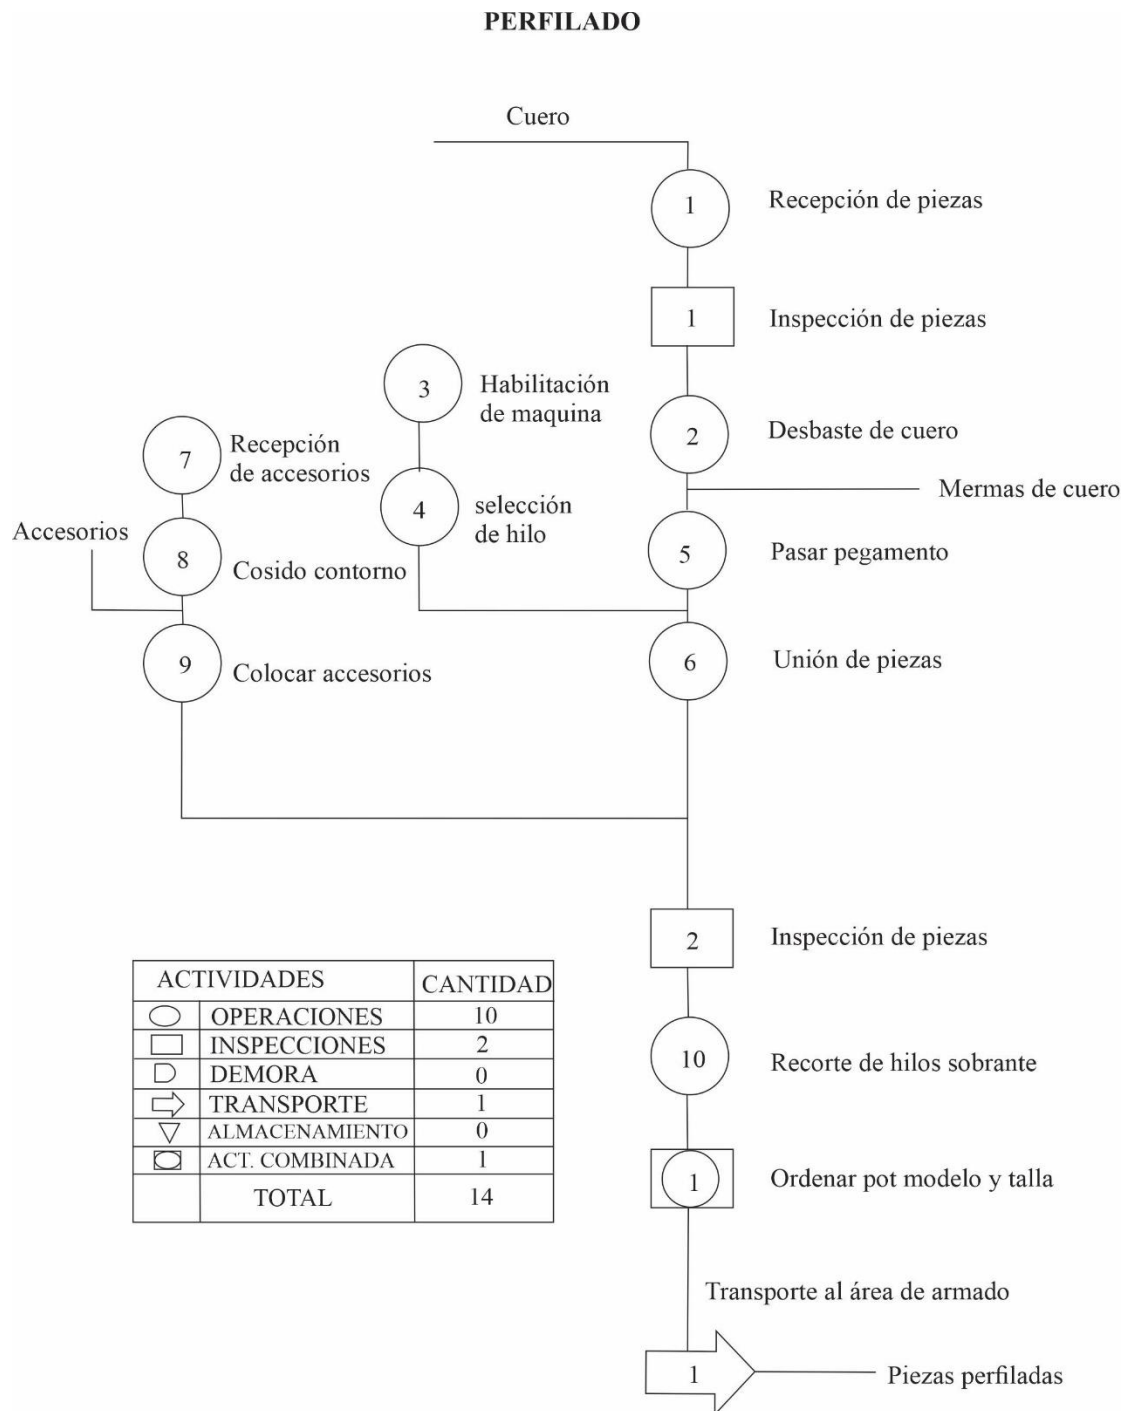 PERFILADO
Cuero
1
Recepción de piezas
1
Inspección de piezas
3
Habilitación
de maquina
2
Desbaste de cuero
7
Recepción
de accesorios
Mermas de cuero
4
selección
de hilo
Accesorios
8
Cosido contorno
5
Pasar pegamento
9
Colocar accesorios
6
Unión de piezas
2
Inspección de piezas
ACTIVIDADES CANTIDAD
OPERACIONES 10
INSPECCIONES 2
DEMORA 0
TRANSPORTE 1
ALMACENAMIENTO 0
ACT. COMBINADA 1
TOTAL 14
10
Recorte de hilos sobrante
1
Ordenar pot modelo y talla
Transporte al área de armado
1
Piezas perfiladas